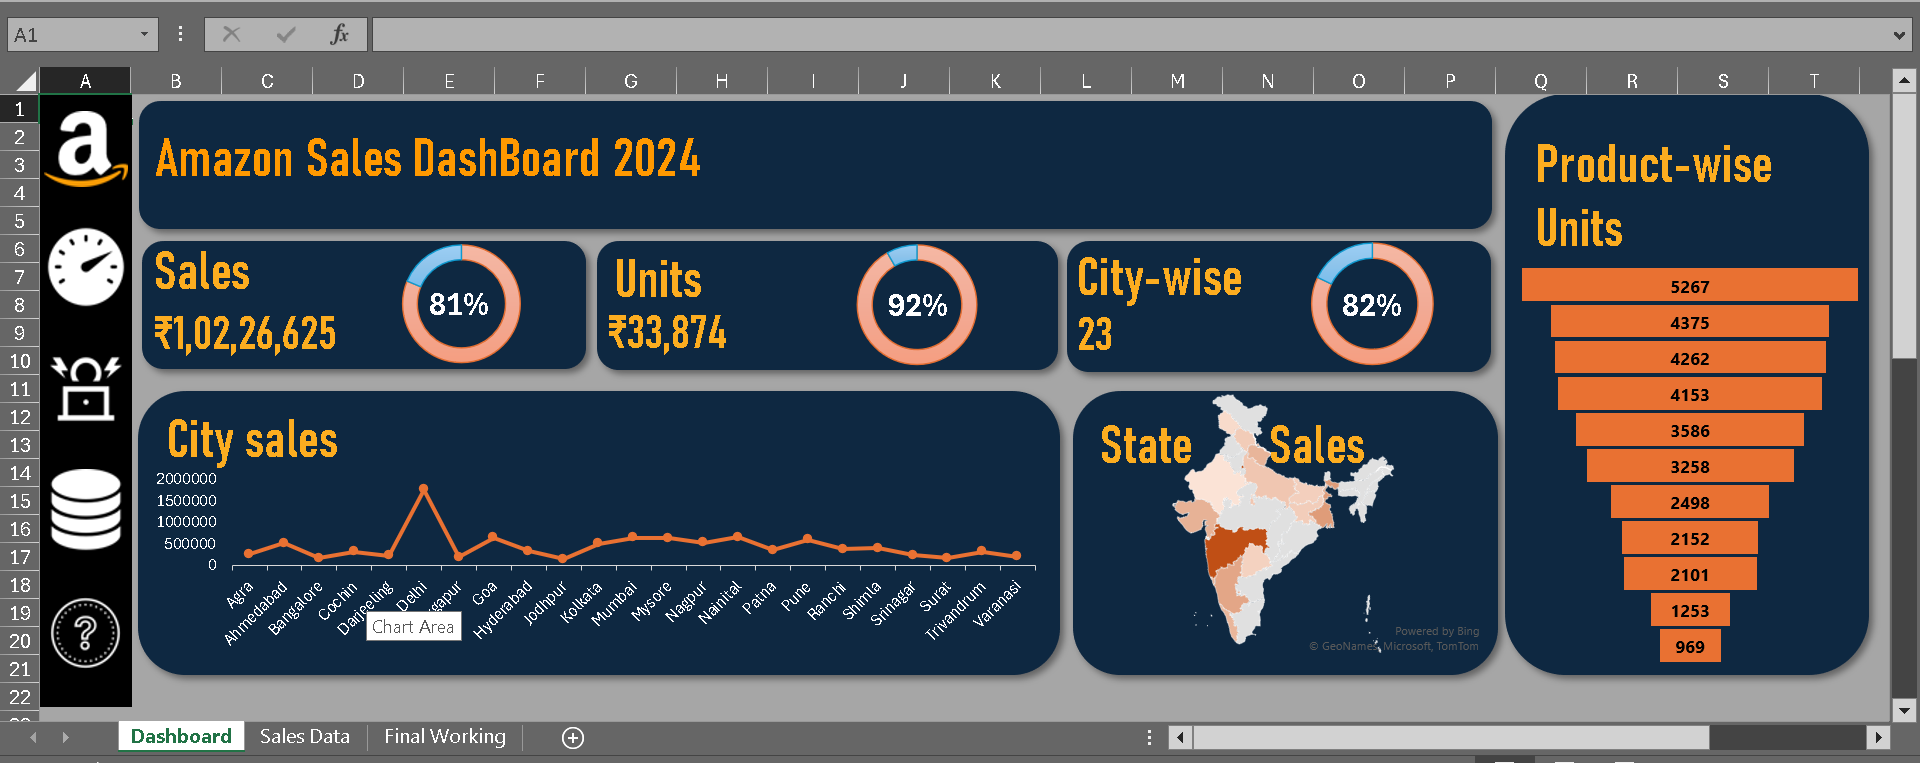 A1
fx
A B C D E F G H I J K L M N O P Q R S T
1
2
3
4
5
6
7
8
9
10
11
12
13
14
15
16
17
18
19
20
21
22
a
Amazon Sales DashBoard 2024
Sales
₹1,02,26,625
81%
Units
₹33,874
92%
City-wise
23
82%
Product-wise
Units
5267
4375
4262
4153
3586
3258
2498
2152
2101
1253
969
City sales
2000000
1500000
1000000
500000
0
Agra
Ahmedabad
Bangalore
Cochin
Darjeeling
Delhi
Goa
Hyderabad
Jodhpur
Kolkata
Mumbai
Mysore
Nagpur
Nainital
Patna
Pune
Ranchi
Shimla
Srinagar
Surat
Trivandrum
Varanasi
Chart Area
State Sales
Powered by Bing
© GeoNames, Microsoft, TomTom
?
Dashboard Sales Data Final Working